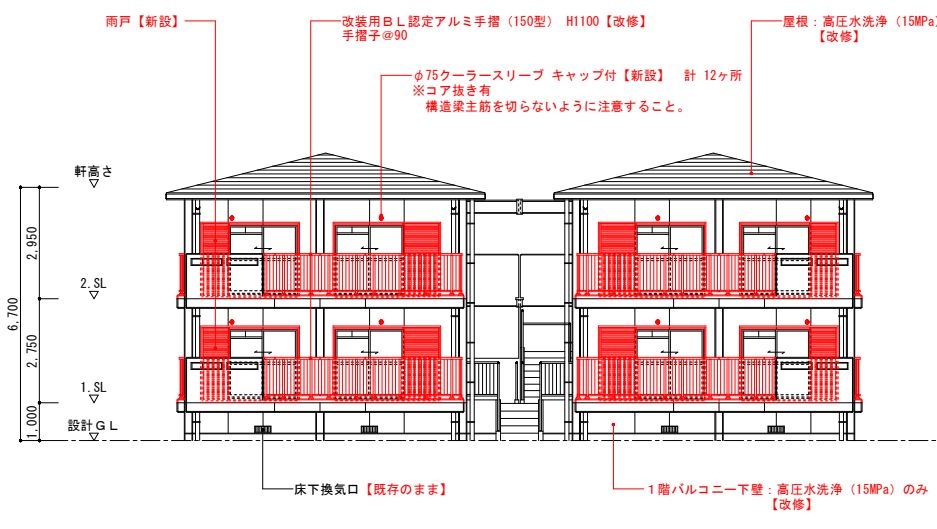 雨戸【新設】
改装用ＢＬ認定アルミ手摺（150型） H1100【改修】
手摺子@90
屋根：高圧水洗浄（15MPa）
【改修】
φ75クーラースリーブ キャップ付【新設】 計 12ヶ所
※コア抜き有
構造梁主筋を切らないように注意すること。
軒高さ
2,950
2.SL
6,700
2,750
1.SL
1,000
設計ＧＬ
床下換気口【既存のまま】
１階バルコニー下壁：高圧水洗浄（15MPa）のみ
【改修】